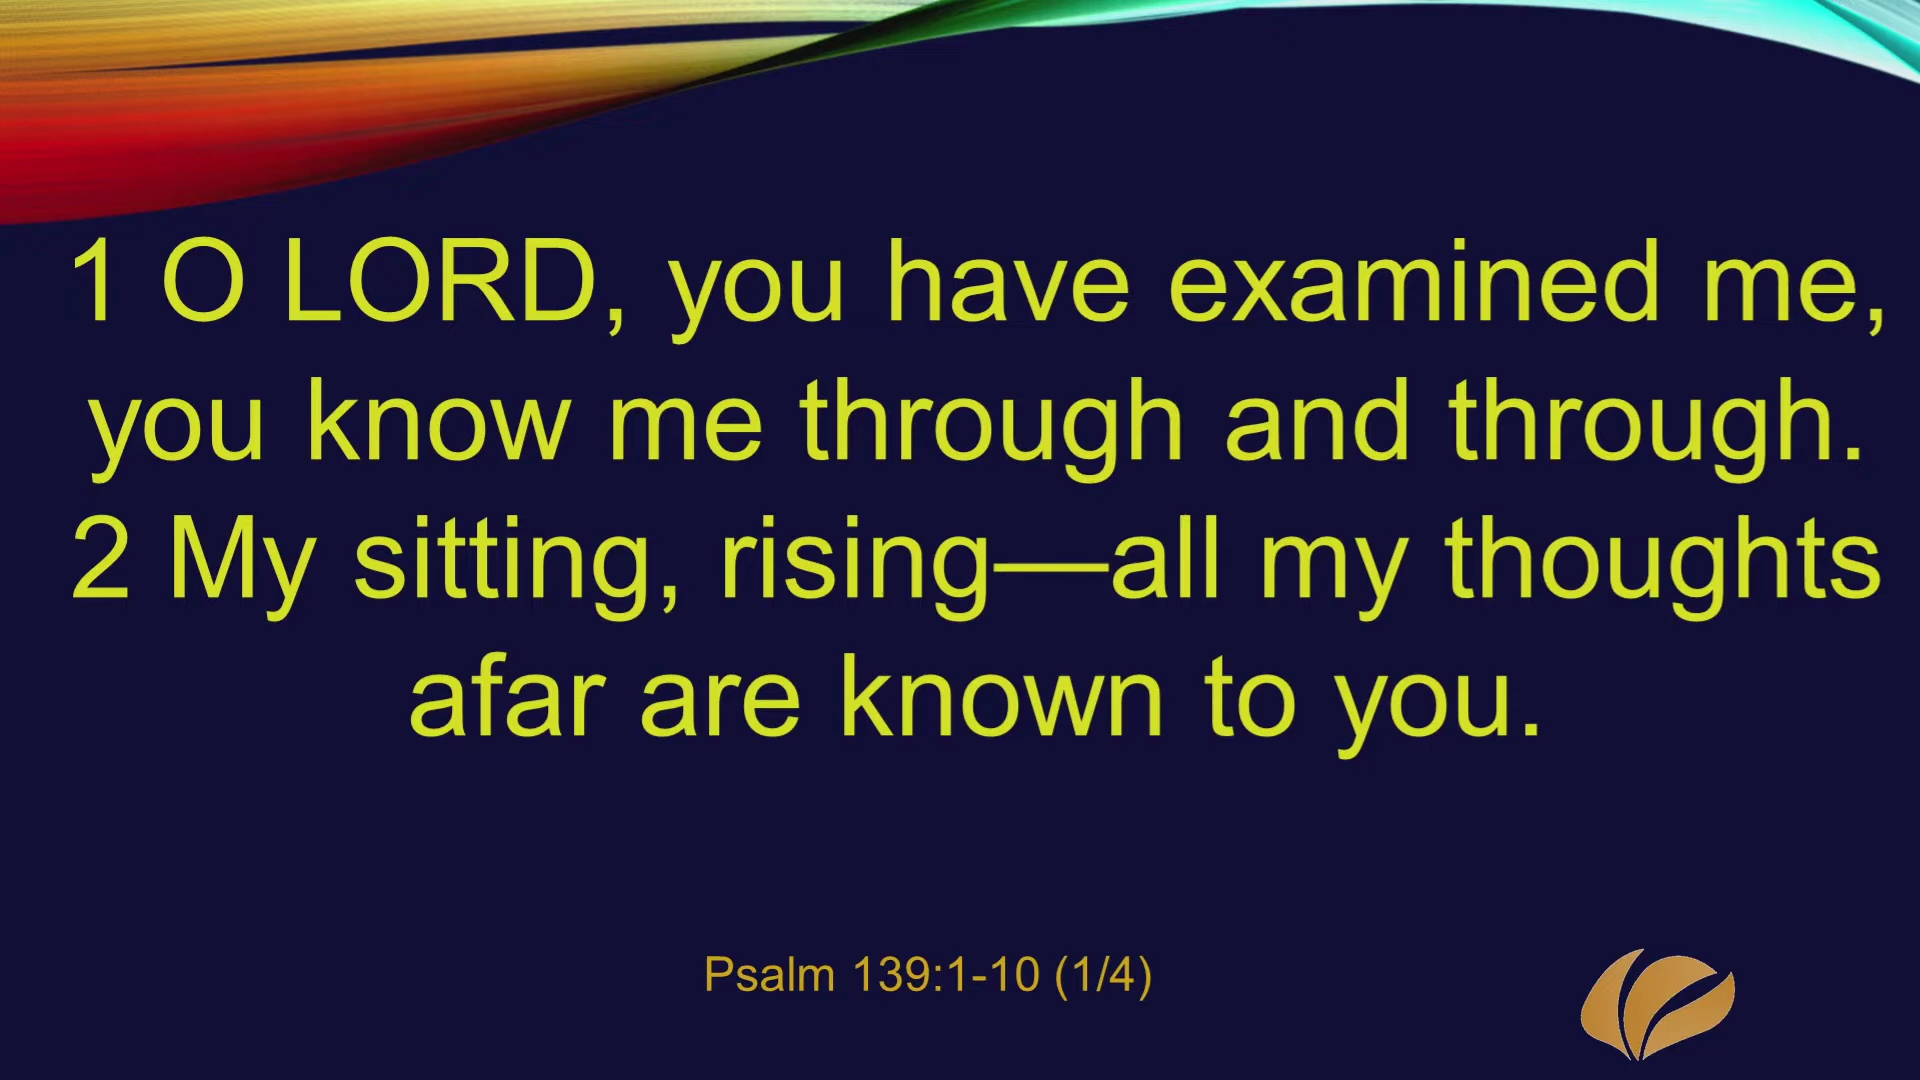 1 O LORD, you have examined me,
you know me through and through.
2 My sitting, rising—all my thoughts
afar are known to you.
Psalm 139:1-10 (1/4)